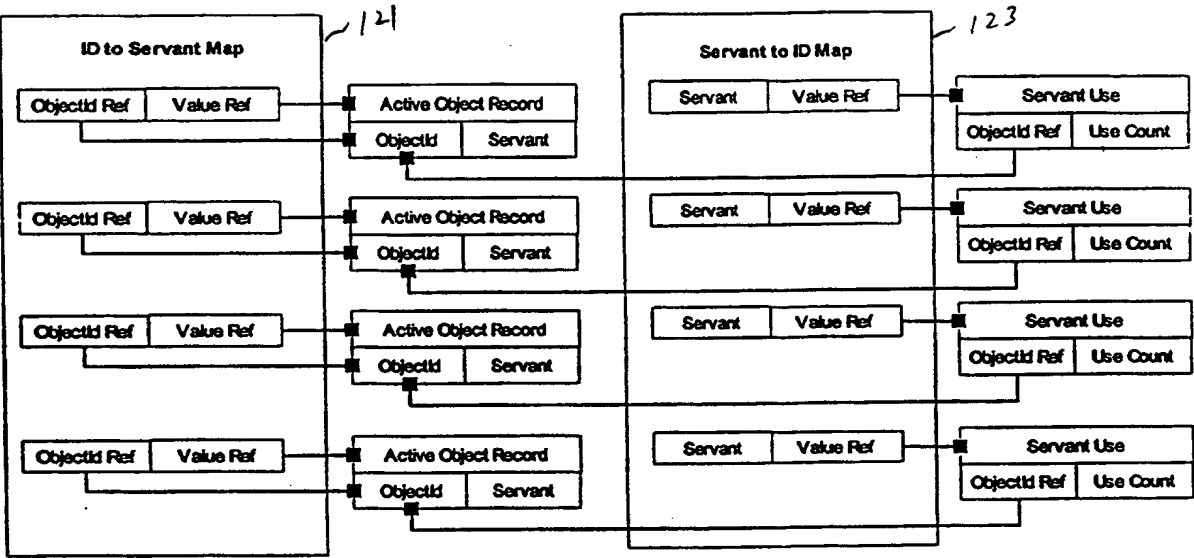 121
123
ID to Servant Map
Servant to ID Map
ObjectId Ref Value Ref Active Object Record Servant Value Ref Servant Use
ObjectId Servant ObjectId Ref Use Count
ObjectId Ref Value Ref Active Object Record Servant Value Ref Servant Use
ObjectId Servant ObjectId Ref Use Count
ObjectId Ref Value Ref Active Object Record Servant Value Ref Servant Use
ObjectId Servant ObjectId Ref Use Count
ObjectId Ref Value Ref Active Object Record Servant Value Ref Servant Use
ObjectId Servant ObjectId Ref Use Count